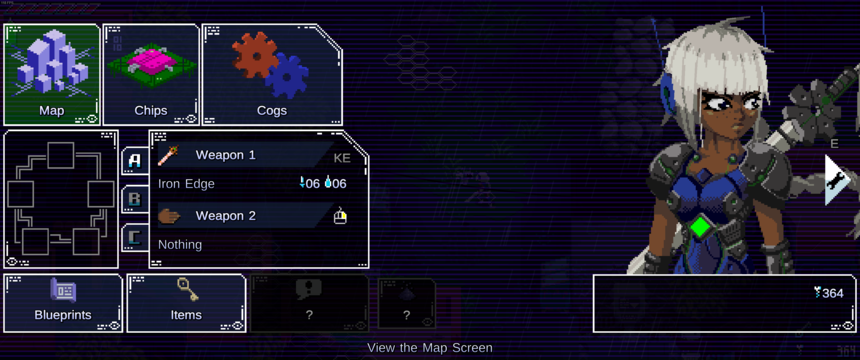 Map
Chips
Cogs
A
Weapon 1
KE
Iron Edge
06 06
B
Weapon 2
C
Nothing
E
Blueprints
Items
?
?
364
View the Map Screen